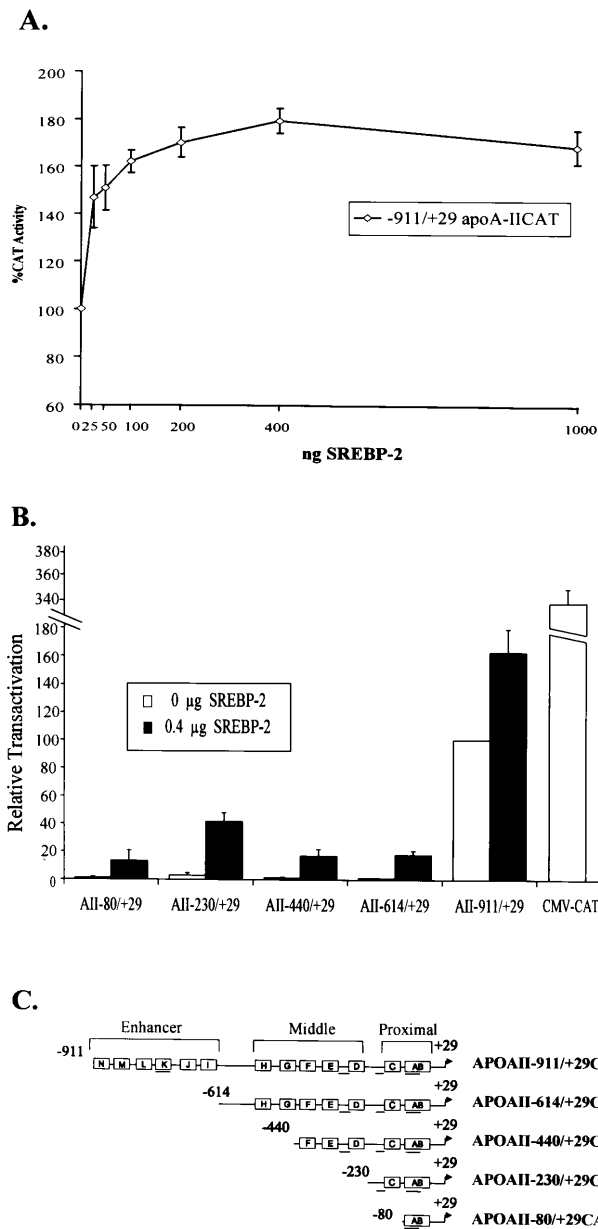 A.
200
180
160
140
120
100
80
60
%CAT Activity
-911/+29 apoA-IICAT
0 25 50 100 200 400 1000
ng SREBP-2
B.
380
360
340
180
160
140
120
100
80
60
40
20
0
Relative Transactivation
0 µg SREBP-2
0.4 µg SREBP-2
AII-80/+29 AII-230/+29 AII-440/+29 AII-614/+29 AII-911/+29 CMV-CAT
C.
Enhancer Middle Proximal
-911 +29
N M L K J I H G F E D C AB APOAII-911/+29C
-614 +29
H G F E D C AB APOAII-614/+29C
-440 +29
F E D C AB APOAII-440/+29C
-230 +29
C AB APOAII-230/+29C
-80 +29
AB APOAII-80/+29CA